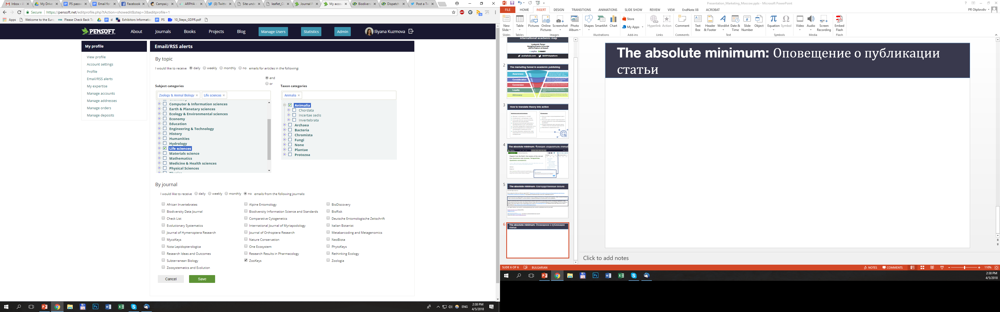 Inbox - il
My Drive
PS passw
Email for
Facebook
Campaig
ARPHA -
(3) Twitte
Site unde
leaflet_CL
Journal P
My accou
Biodivers
Dispatch
Post a Tw
Secure | https://pensoft.net/editprofile.php?tAction=showedit&step=3&editprofile=1
Apps
Welcome to the Euro
Please Check Back To
d
Exhibitors Informatio
PS
10_Steps_GDPR.pdf
PENSOFT.
About
Journals
Books
Projects
Blog
Manage Users
Statistics
Admin
Iliyana Kuzmova
My profile
View profile
Account settings
Profile
Email/RSS alerts
My expertise
Manage accounts
Manage addresses
Manage orders
Manage deposits
Email/RSS alerts
By topic
I would like to receive daily weekly monthly no emails for articles in the following:
and
or
Subject categories
Taxon categories
Zoology & Animal Biology × Life sciences ×
Animalia ×
Computer & Information sciences
Earth & Planetary sciences
Ecology & Environmental sciences
Economy
Education
Engineering & Technology
History
Humanities
Hydrology
Life sciences
Materials science
Mathematics
Medicine & Health sciences
Physical Sciences
Animalia
Chordata
Incertae sedis
Invertebrata
Archaea
Bacteria
Chromista
Fungi
None
Plantae
Protozoa
By journal
I would like to receive daily weekly monthly no emails from the following journals:
African Invertebrates
Alpine Entomology
BioDiscovery
Biodiversity Data Journal
Biodiversity Information Science and Standards
BioRisk
Check List
Comparative Cytogenetics
Deutsche Entomologische Zeitschrift
Evolutionary Systematics
International Journal of Myriapodology
Italian Botanist
Journal of Hymenoptera Research
Journal of Orthoptera Research
Metabarcoding and Metagenomics
MycoKeys
Nature Conservation
NeoBiota
Nota Lepidopterologica
One Ecosystem
PhytoKeys
Research Ideas and Outcomes
Research Results in Pharmacology
Rethinking Ecology
Subterranean Biology
ZooKeys
Zoologia
Zoosystematics and Evolution
Cancel
Save
ENG
2:38 PM
4/5/2018
Presentation_Marketing_Moscow.pptx - Microsoft PowerPoint
FILE
HOME
INSERT
DESIGN
TRANSITIONS
ANIMATIONS
SLIDE SHOW
REVIEW
VIEW
EndNote X8
ACROBAT
PR Otplovdiv
New Slide
Table
Pictures
Online Pictures
Screenshot
Photo Album
Shapes
SmartArt
Chart
Store
My Apps
Hyperlink
Action
Comment
Text Box
Header & Footer
WordArt
Date & Time
Slide Number
Object
Equation
Symbol
Video
Audio
Screen Recording
Embed Flash
Slides
Tables
Images
Illustrations
Add-ins
Links
Comments
Text
Symbols
Media
Flash
international academic map
Lyubomir Penev
Managing Director & Founder
ARPHA Platform & Pensoft
arpha PENSOFT
arphahub.com @ARPHAplatform
2
The marketing funnel in academic publishing
Awareness
Consideration
Conversion
Loyalty
Advocacy
3
How to translate theory into action
4
The absolute minimum: Функция «поделиться» статьей
5
The absolute minimum: благодарственные письма
6
The absolute minimum: Оповещение о публикации
статьи
The absolute minimum: Оповещение о публикации
статьи
Click to add notes
SLIDE 6 OF 6
BULGARIAN
NOTES
COMMENTS
110%
2:38 PM
4/5/2018